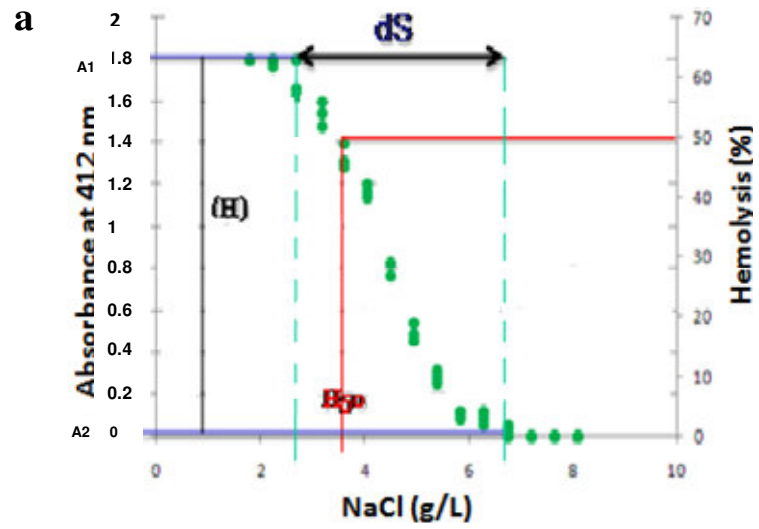 a
dS
Absorbance at 412 nm
A1
A2
2
1.8
1.6
1.4
1.2
1
0.8
0.6
0.4
0.2
0
(H)
H50
70
60
50
40
30
20
10
0
Hemolysis (%)
0 2 4 6 8 10
NaCl (g/L)